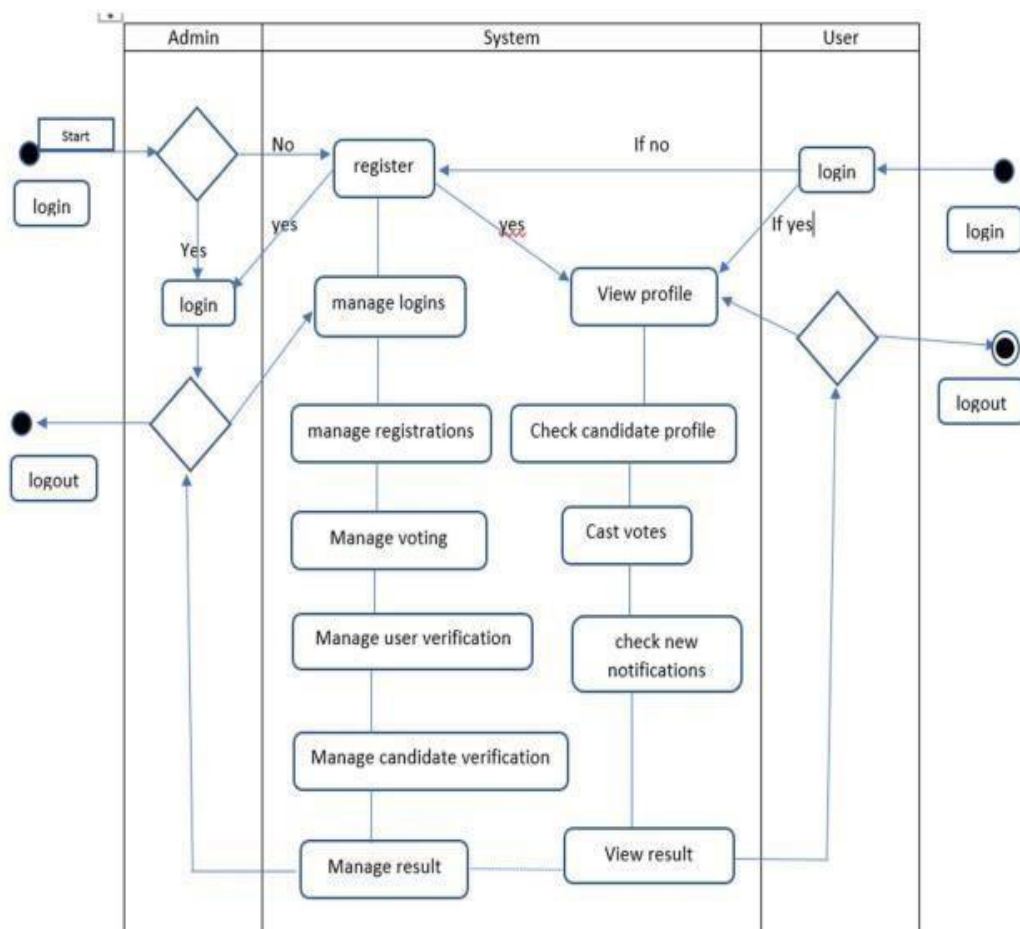 Admin
System
User
Start
No
If no
register
login
login
yes
yes
If yes
login
Yes
login
manage logins
View profile
logout
manage registrations
Check candidate profile
logout
Manage voting
Cast votes
Manage user verification
check new
notifications
Manage candidate verification
Manage result
View result